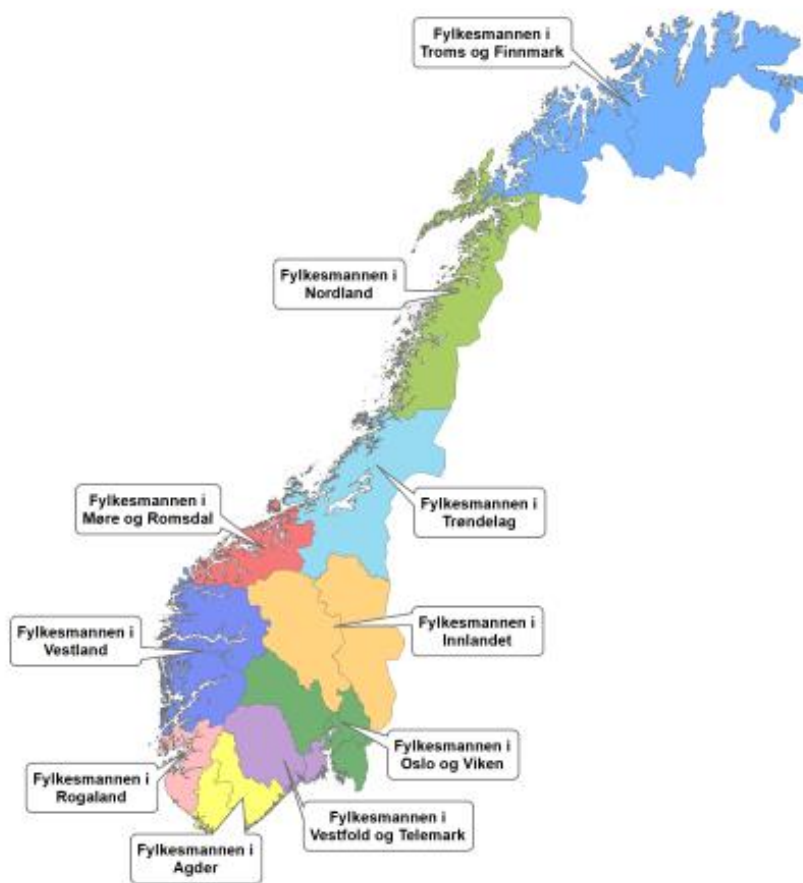 Fylkesmannen i
Troms og Finnmark
Fylkesmannen i
Nordland
Fylkesmannen i
Møre og Romsdal
Fylkesmannen i
Trøndelag
Fylkesmannen i
Vestland
Fylkesmannen i
Innlandet
Fylkesmannen i
Oslo og Viken
Fylkesmannen i
Rogaland
Fylkesmannen i
Vestfold og Telemark
Fylkesmannen i
Agder